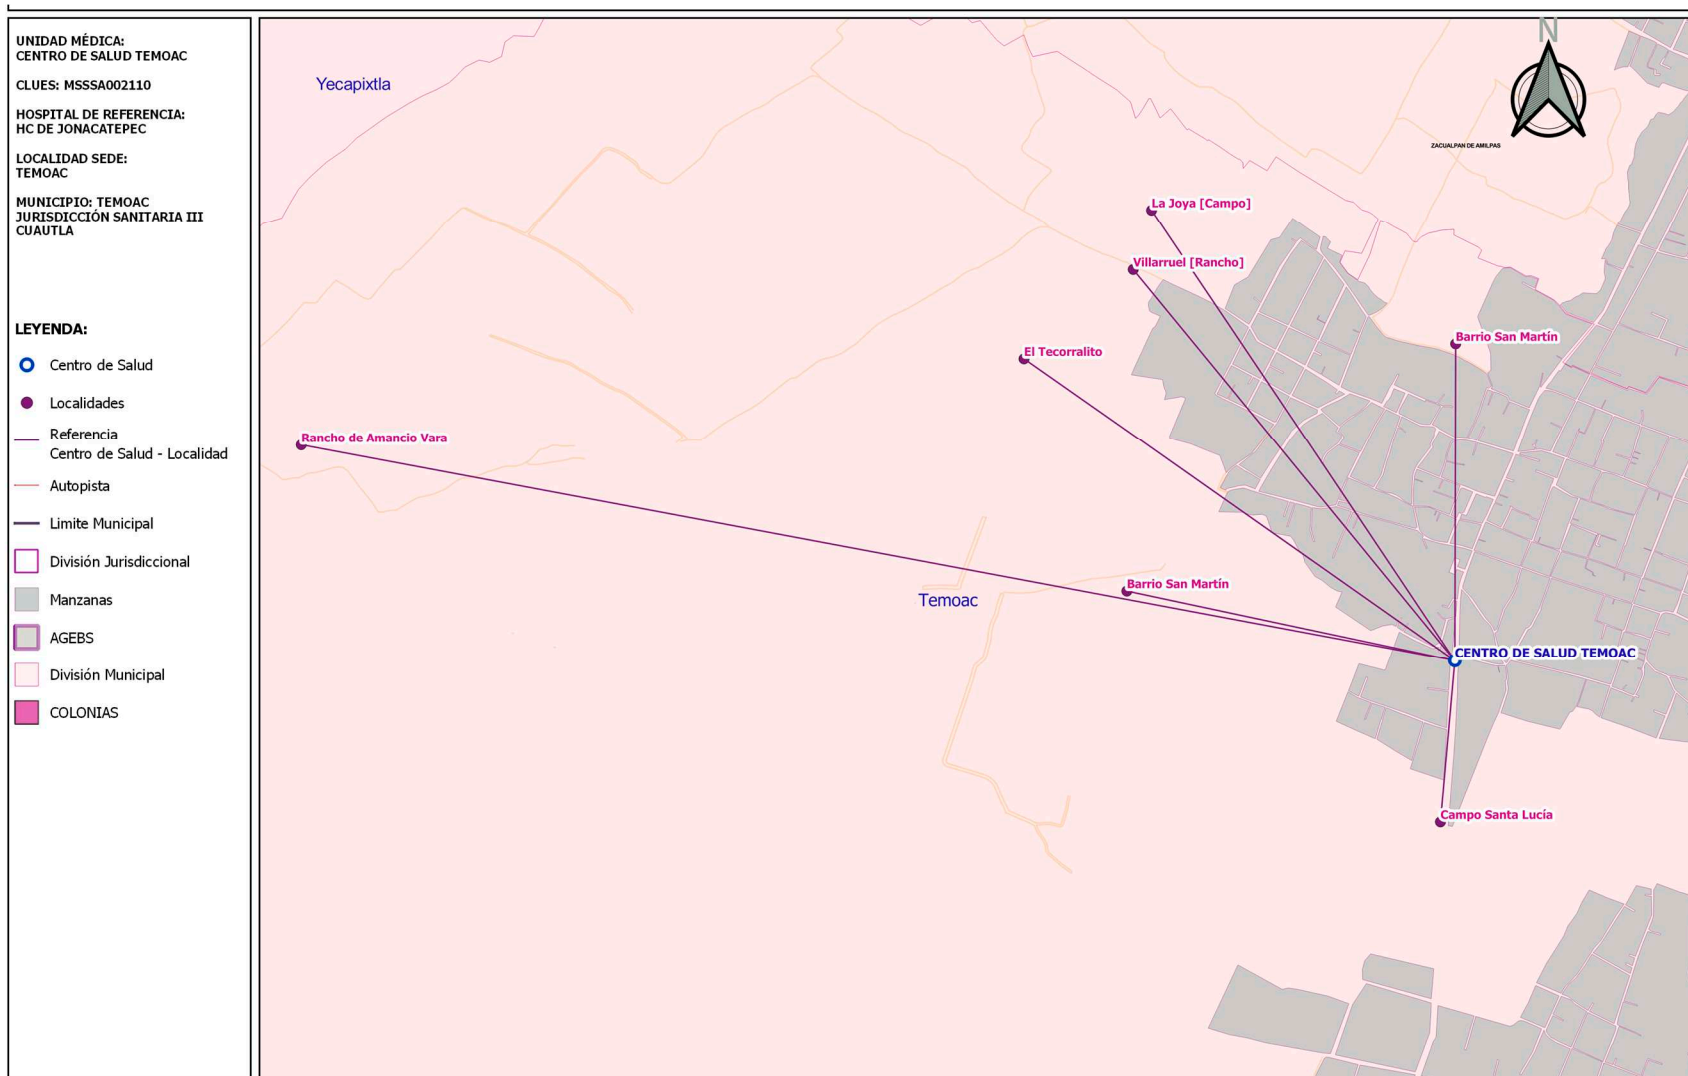 UNIDAD MÉDICA:
CENTRO DE SALUD TEMOAC
CLUES: MSSSA002110
HOSPITAL DE REFERENCIA:
HC DE JONACATEPEC
LOCALIDAD SEDE:
TEMOAC
MUNICIPIO: TEMOAC
JURISDICCIÓN SANITARIA III
CUAUTLA
LEYENDA:
Centro de Salud
Localidades
Referencia
Centro de Salud - Localidad
Autopista
Limite Municipal
División Jurisdiccional
Manzanas
AGEBS
División Municipal
COLONIAS
N
Yecapixtla
ZACUALPAN DE AMILPAS
La Joya [Campo]
Villarruel [Rancho]
Barrio San Martín
El Tecorralito
Rancho de Amancio Vara
Barrio San Martín
Temoac
CENTRO DE SALUD TEMOAC
Campo Santa Lucía